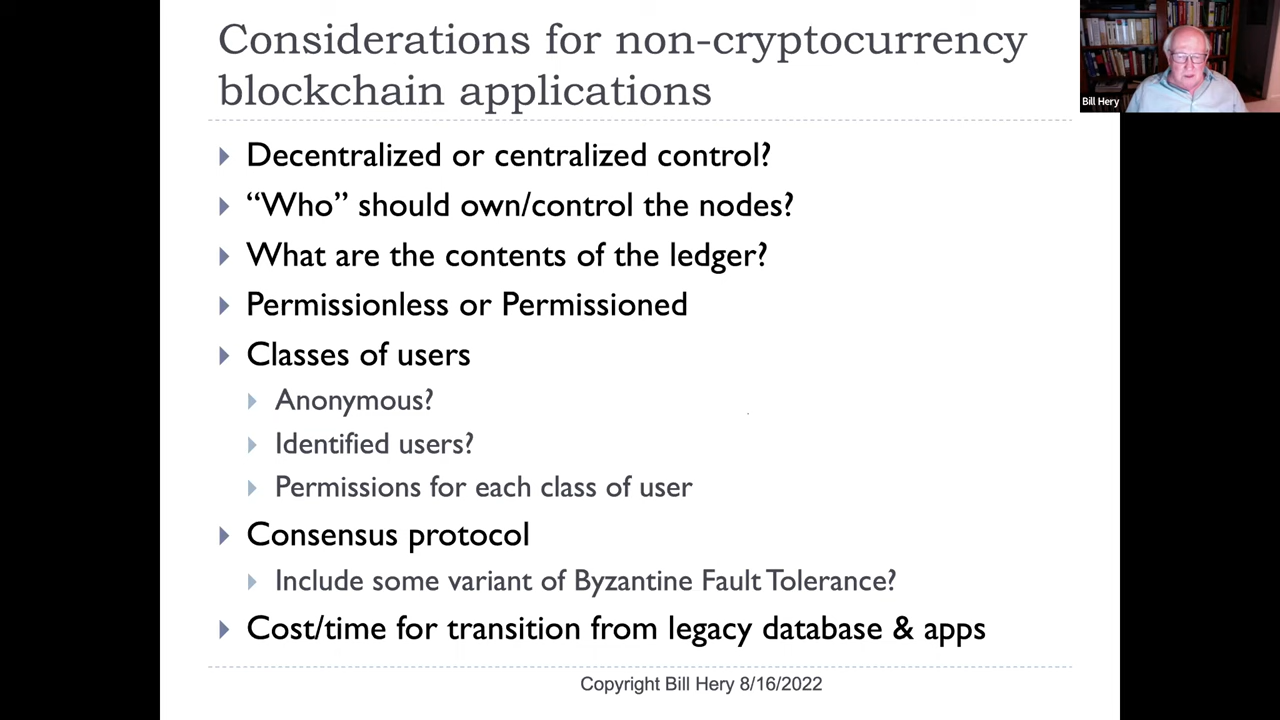 Considerations for non-cryptocurrency
blockchain applications
Bill Hery
Decentralized or centralized control?
“Who” should own/control the nodes?
What are the contents of the ledger?
Permissionless or Permissioned
Classes of users
Anonymous?
Identified users?
Permissions for each class of user
Consensus protocol
Include some variant of Byzantine Fault Tolerance?
Cost/time for transition from legacy database & apps
Copyright Bill Hery 8/16/2022